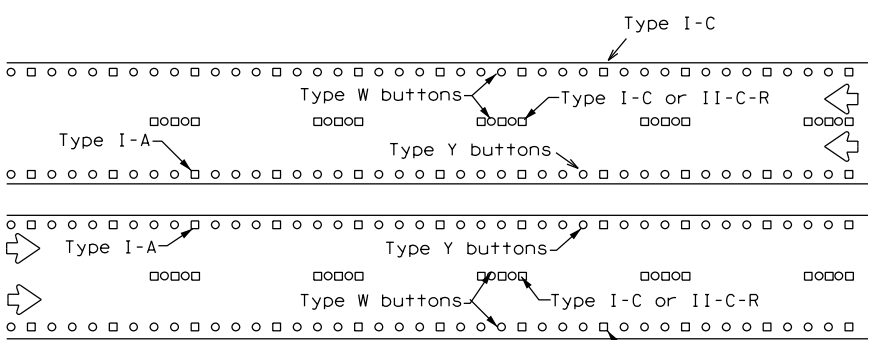 Type I-C
Type W buttons
Type I-C or II-C-R
Type I-A
Type Y buttons
Type I-A
Type Y buttons
Type W buttons
Type I-C or II-C-R